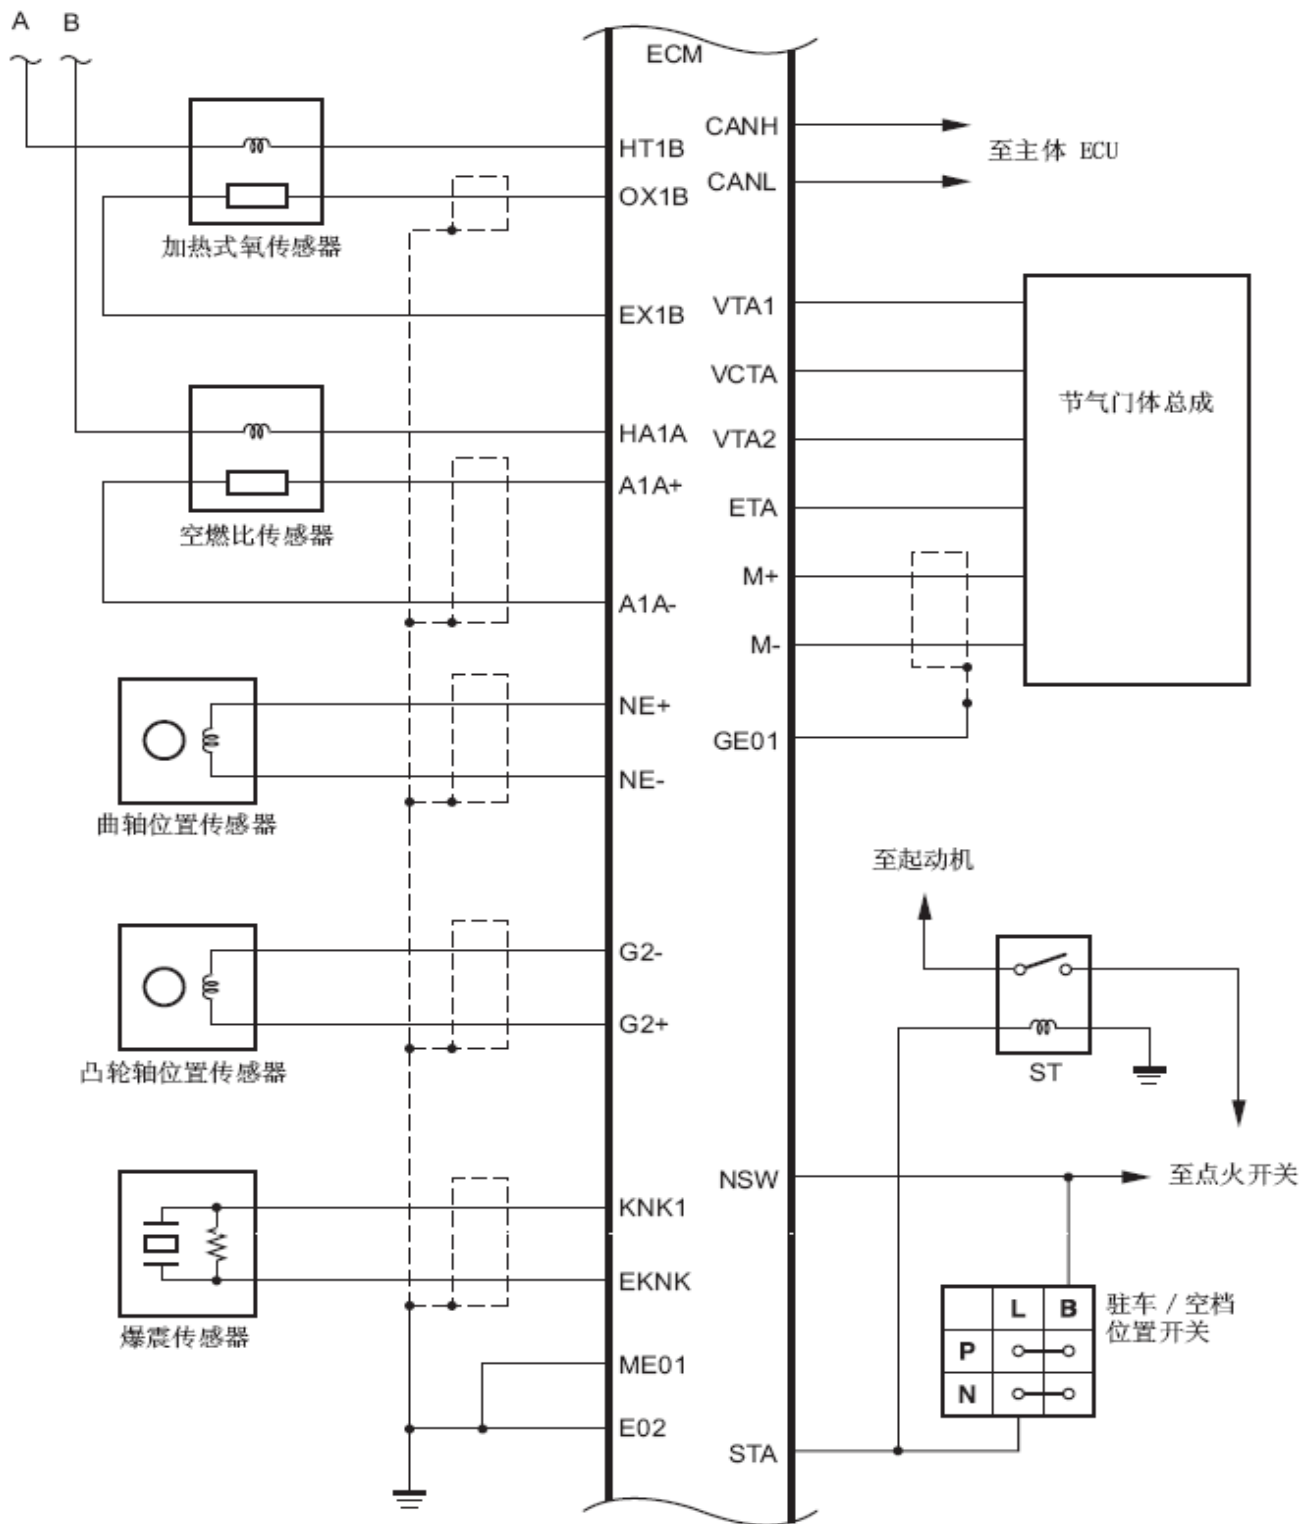 A B
ECM
HT1B
OX1B
加热式氧传感器
EX1B
HA1A
A1A+
空燃比传感器
A1A-
NE+
NE-
曲轴位置传感器
G2-
G2+
凸轮轴位置传感器
KNK1
EKNK
爆震传感器
ME01
E02
CANH
至主体 ECU
CANL
VTA1
VCTA
节气门体总成
VTA2
ETA
M+
M-
GE01
至起动机
ST
NSW
至点火开关
L B
驻车 / 空档
位置开关
P
N
STA